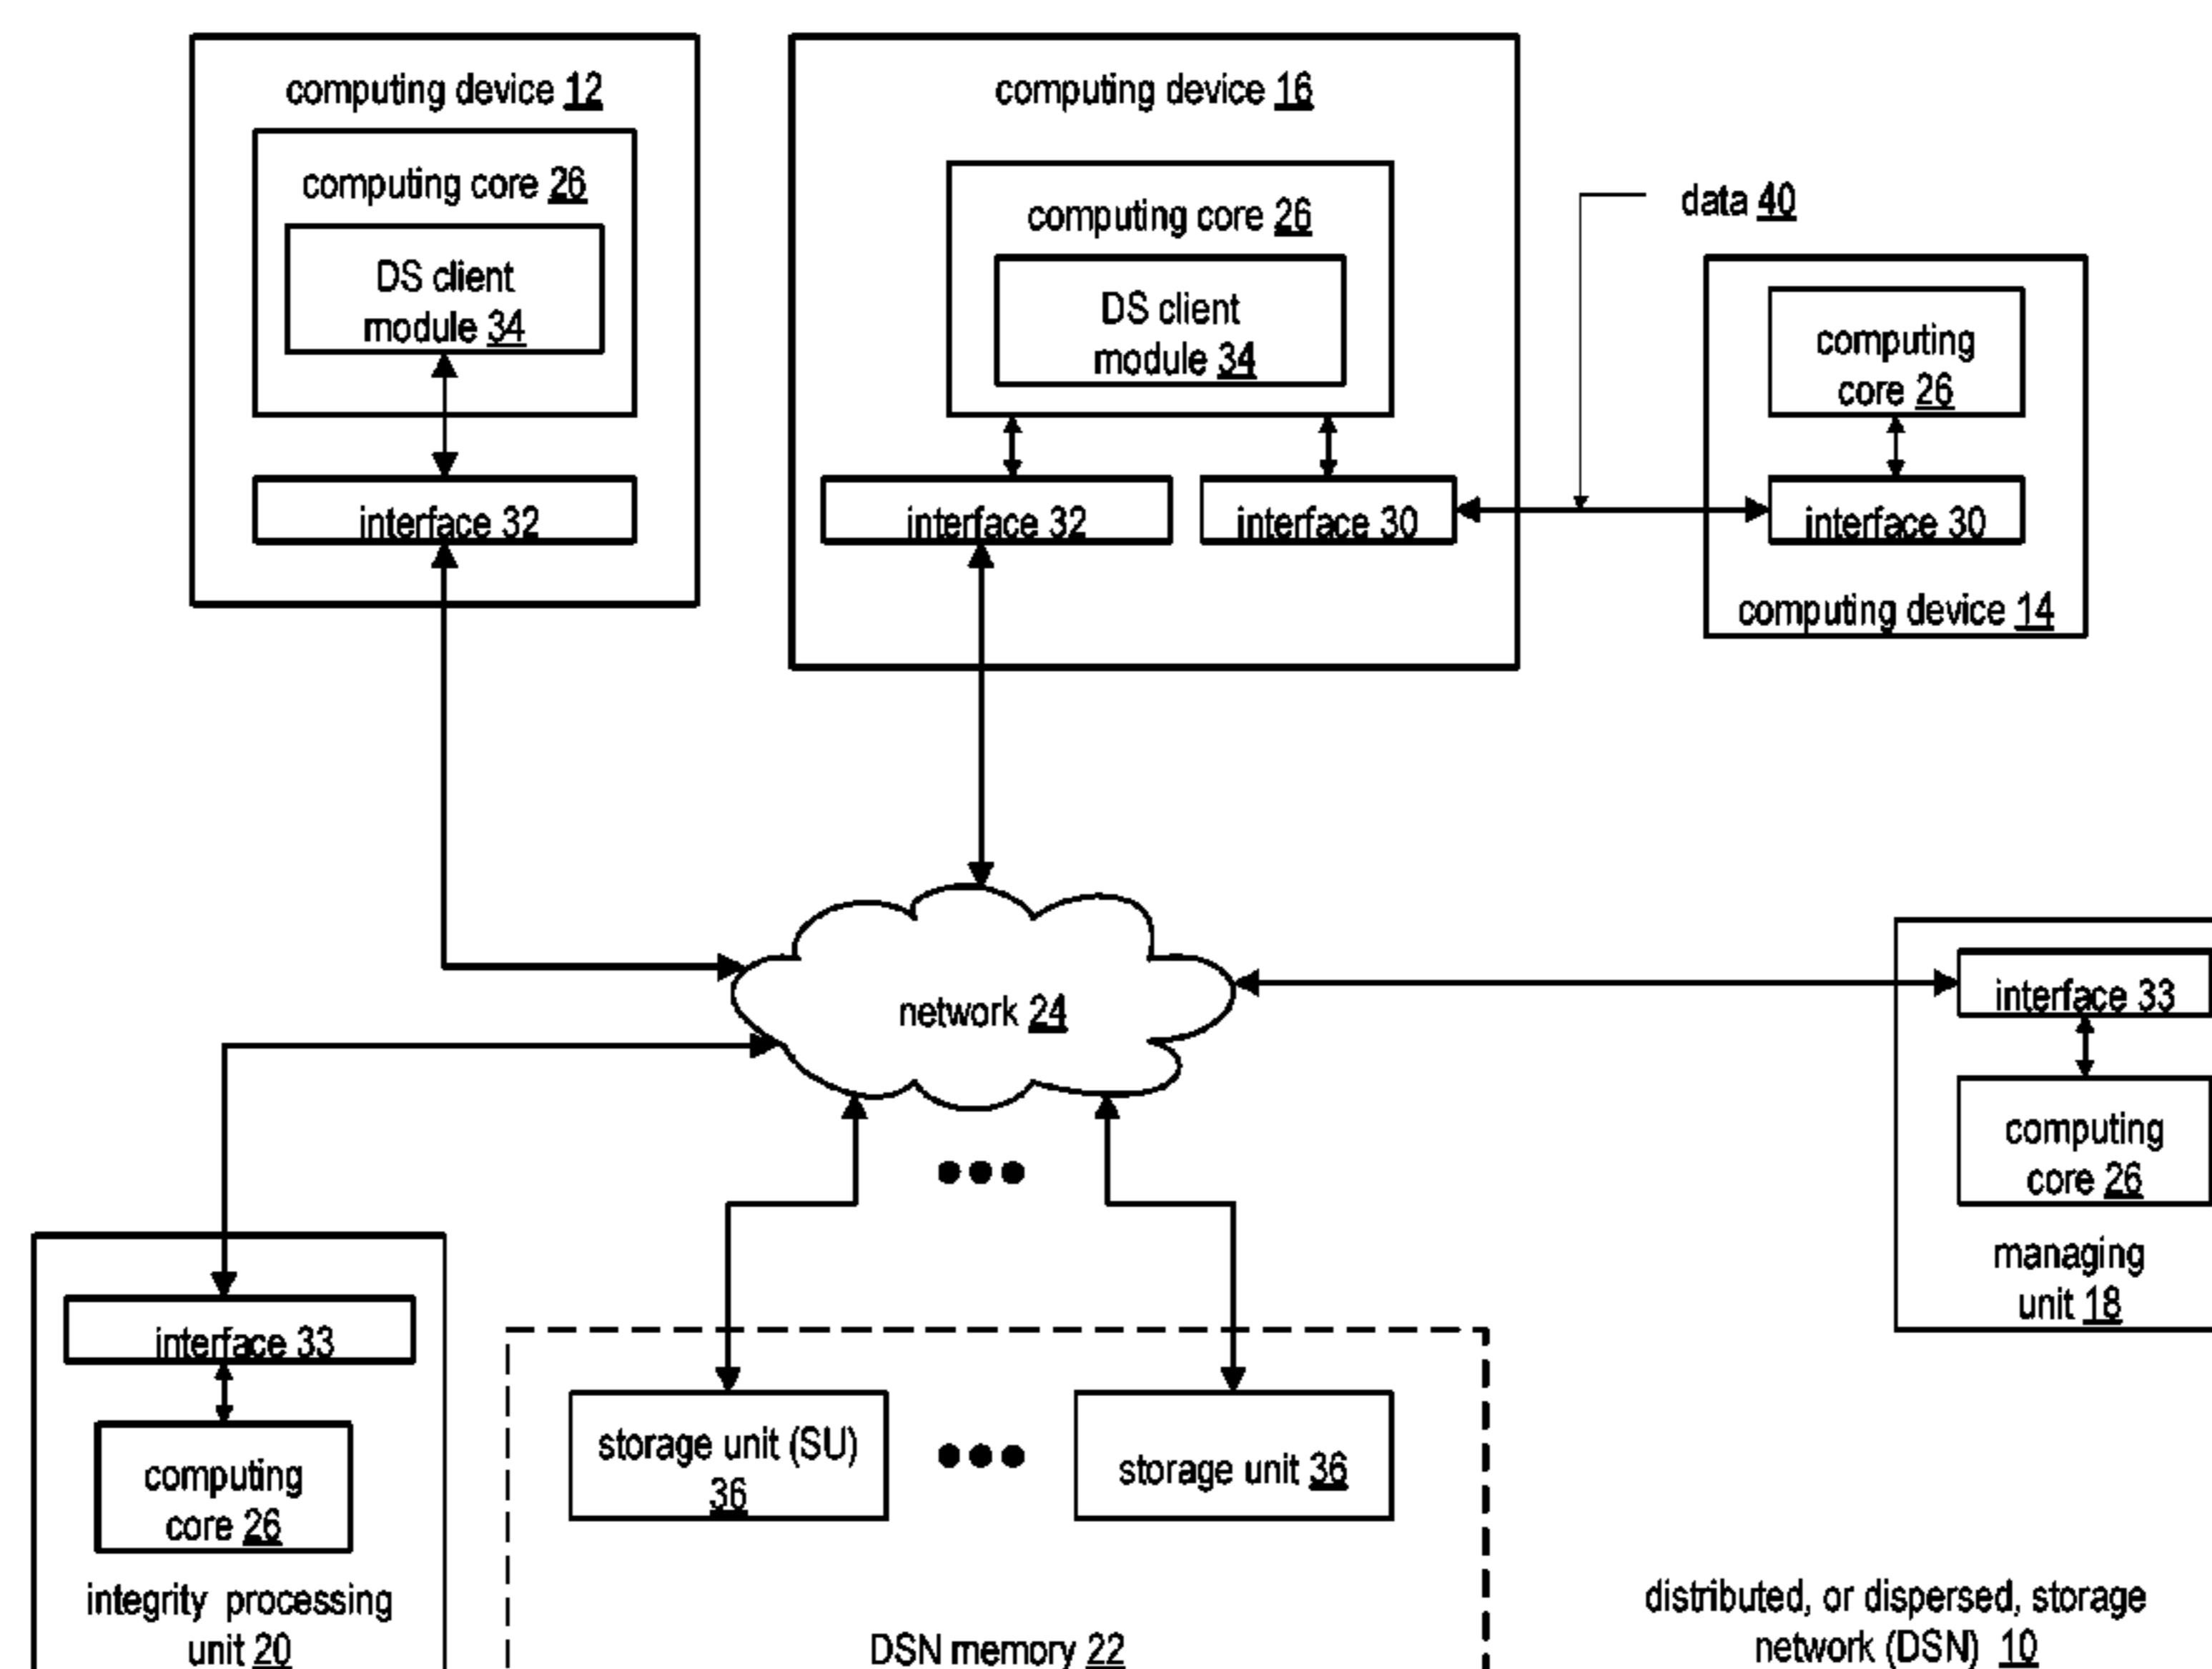 computing device 12
computing core 26
DS client
module 34
interface 32
computing device 16
computing core 26
DS client
module 34
interface 32
interface 30
data 40
computing
core 26
interface 30
computing device 14
network 24
interface 33
computing
core 26
managing
unit 18
interface 33
computing
core 26
integrity processing
unit 20
storage unit (SU)
36
storage unit 36
DSN memory 22
distributed, or dispersed, storage
network (DSN) 10